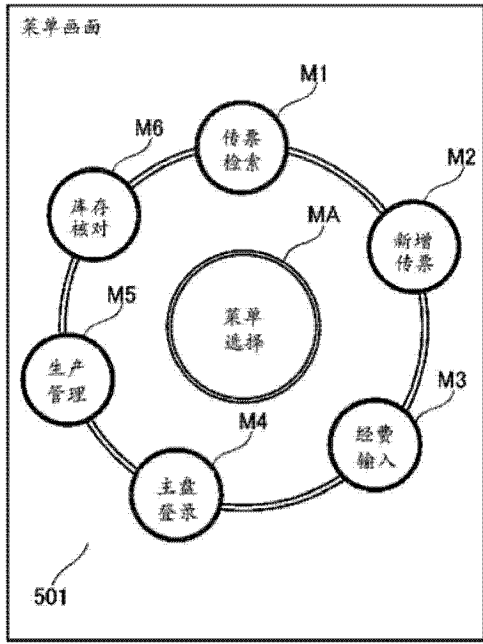 菜单画面
M1
传票
检索
M6
M2
库存
核对
MA
新增
传票
菜单
选择
M5
生产
管理
M3
M4
经费
输入
主盘
登录
501